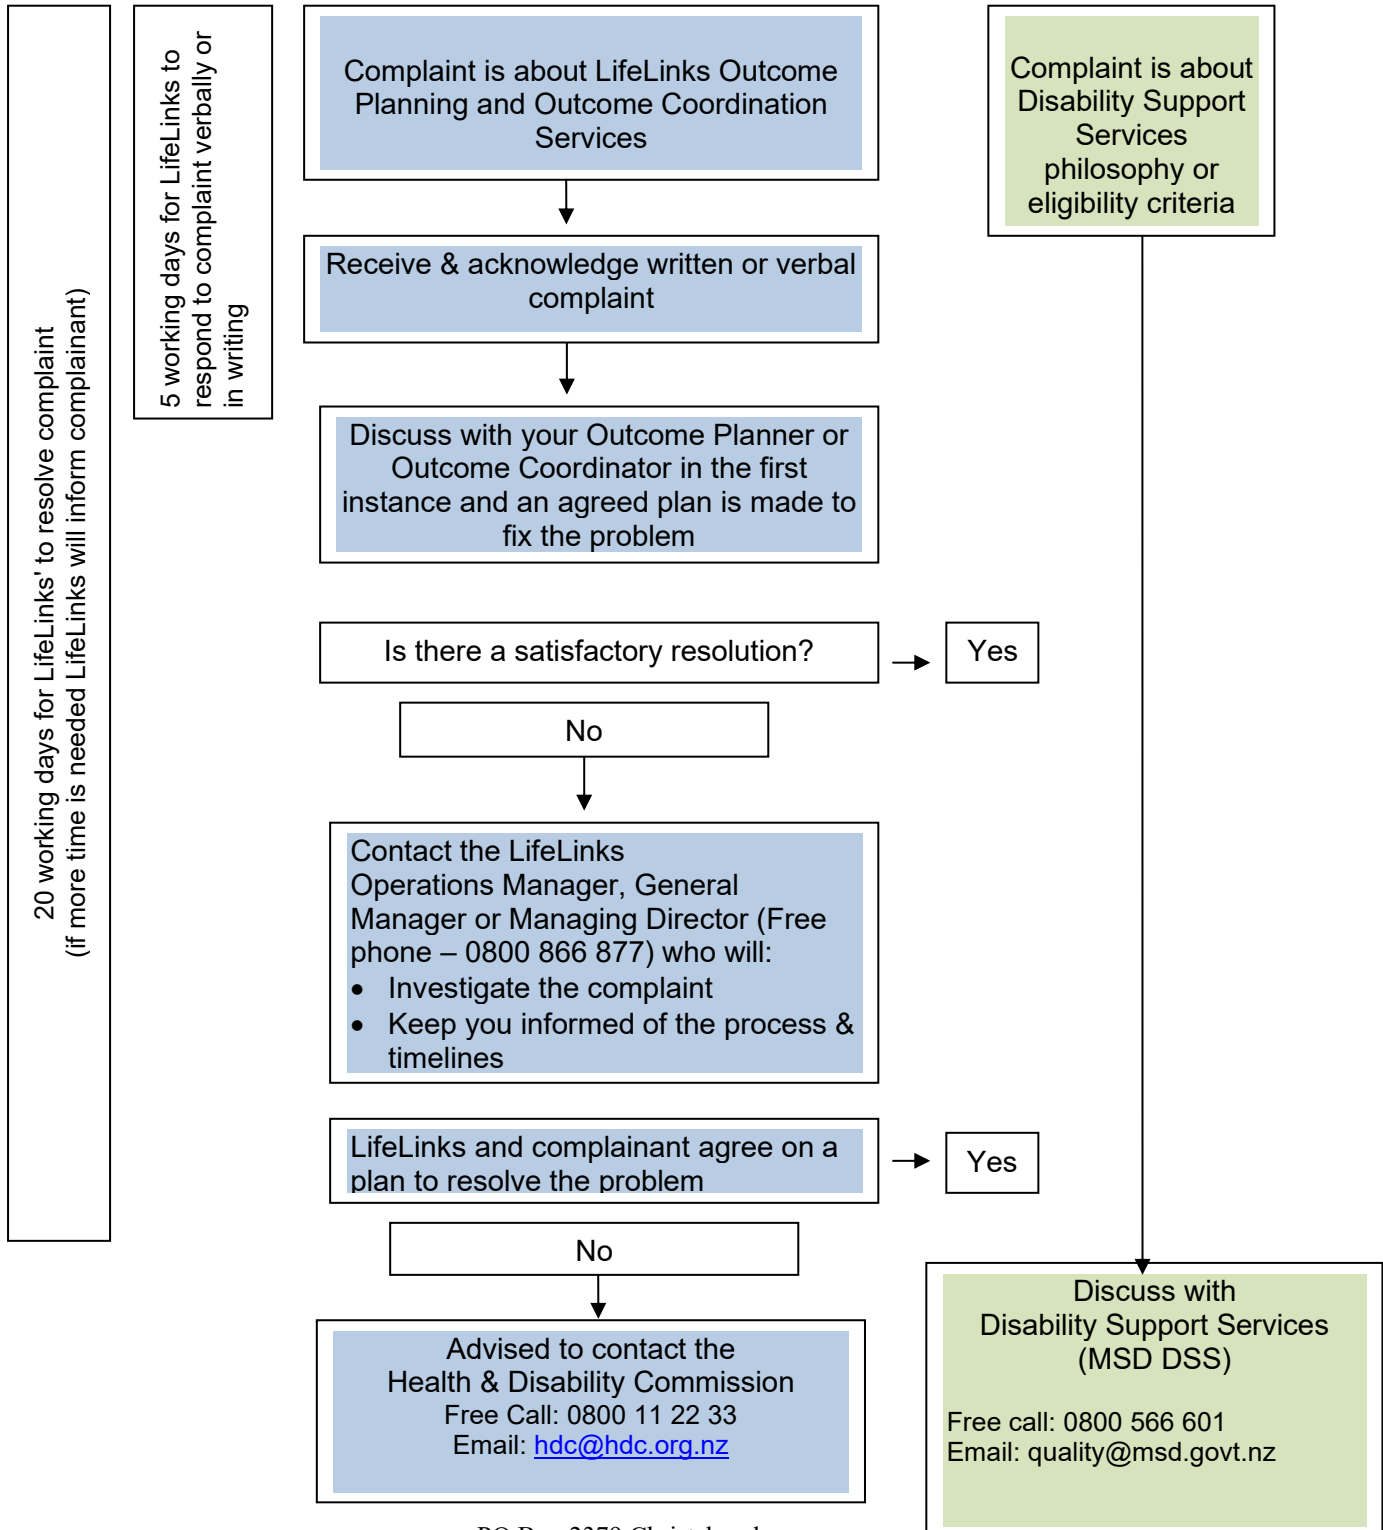 20 working days for LifeLinks' to resolve complaint
(if more time is needed LifeLinks will inform complainant)
5 working days for LifeLinks to
respond to complaint verbally or
in writing
Complaint is about LifeLinks Outcome
Planning and Outcome Coordination
Services
Complaint is about
Disability Support
Services
philosophy or
eligibility criteria
Receive & acknowledge written or verbal
complaint
Discuss with your Outcome Planner or
Outcome Coordinator in the first
instance and an agreed plan is made to
fix the problem
Is there a satisfactory resolution?
Yes
No
Contact the LifeLinks
Operations Manager, General
Manager or Managing Director (Free
phone – 0800 866 877) who will:
• Investigate the complaint
• Keep you informed of the process &
timelines
LifeLinks and complainant agree on a
plan to resolve the problem
Yes
No
Advised to contact the
Health & Disability Commission
Free Call: 0800 11 22 33
Email: hdc@hdc.org.nz
Discuss with
Disability Support Services
(MSD DSS)
Free call: 0800 566 601
Email: quality@msd.govt.nz